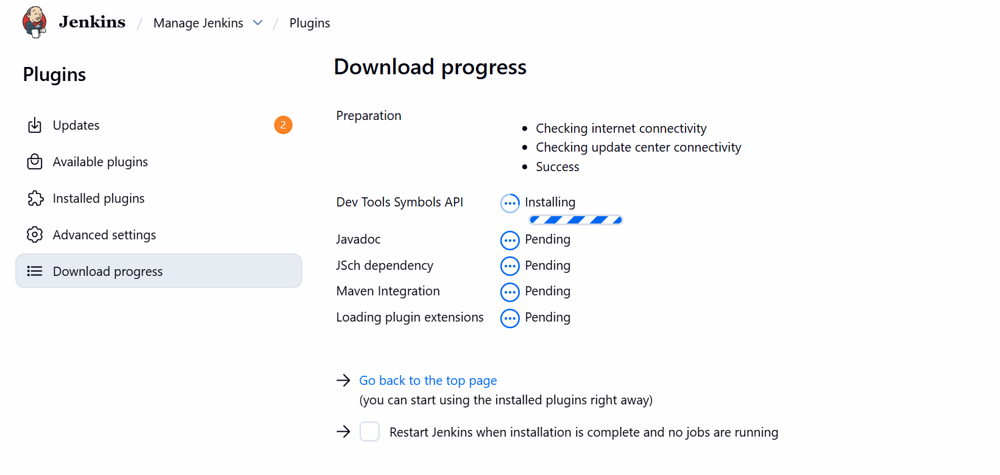 Jenkins / Manage Jenkins / Plugins
Plugins
Updates 2
Available plugins
Installed plugins
Advanced settings
Download progress
Download progress
Preparation
Checking internet connectivity
Checking update center connectivity
Success
Dev Tools Symbols API Installing
Javadoc Pending
JSch dependency Pending
Maven Integration Pending
Loading plugin extensions Pending
Go back to the top page
(you can start using the installed plugins right away)
Restart Jenkins when installation is complete and no jobs are running